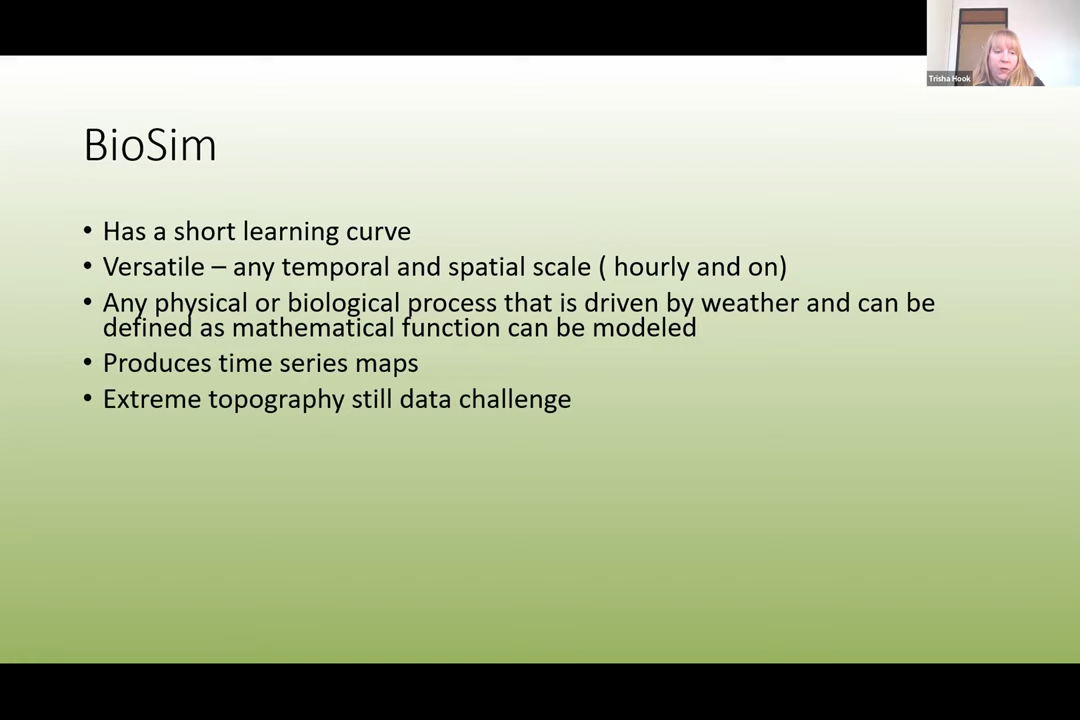 Trisha Hook
BioSim
• Has a short learning curve
• Versatile – any temporal and spatial scale ( hourly and on)
• Any physical or biological process that is driven by weather and can be
defined as mathematical function can be modeled
• Produces time series maps
• Extreme topography still data challenge